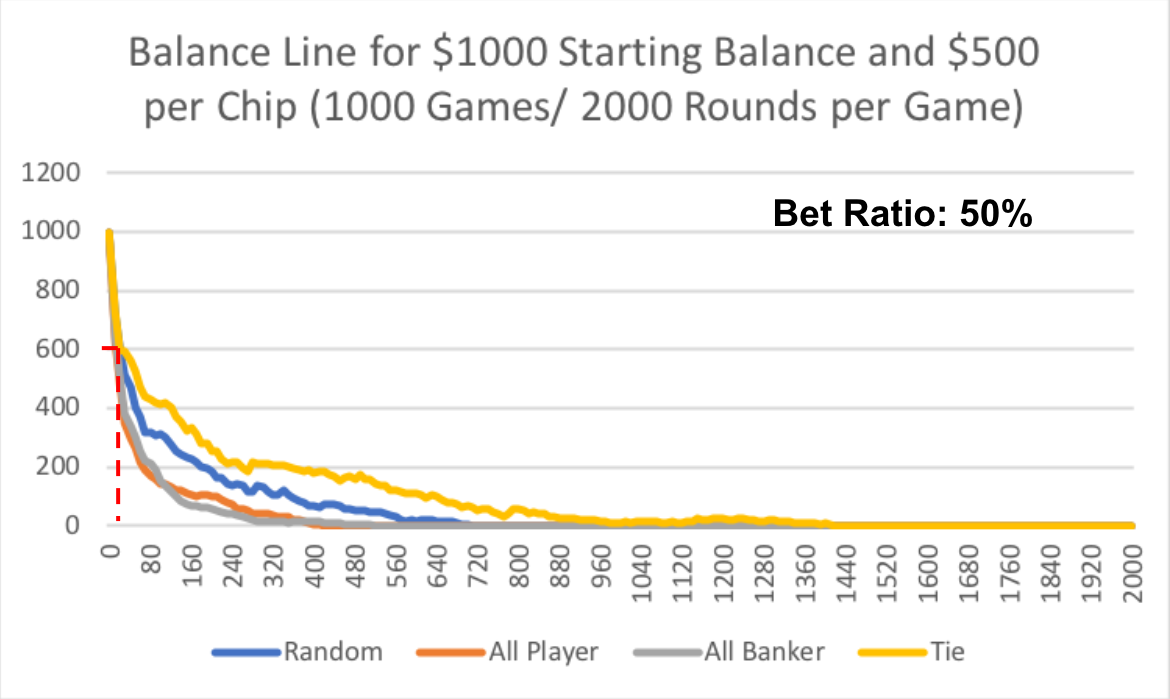 Balance Line for $1000 Starting Balance and $500
per Chip (1000 Games/ 2000 Rounds per Game)
1200
Bet Ratio: 50%
1000
800
600
400
200
0
0 80 160 240 320 400 480 560 640 720 800 880 960 1040 1120 1200 1280 1360 1440 1520 1600 1680 1760 1840 1920 2000
Random All Player All Banker Tie